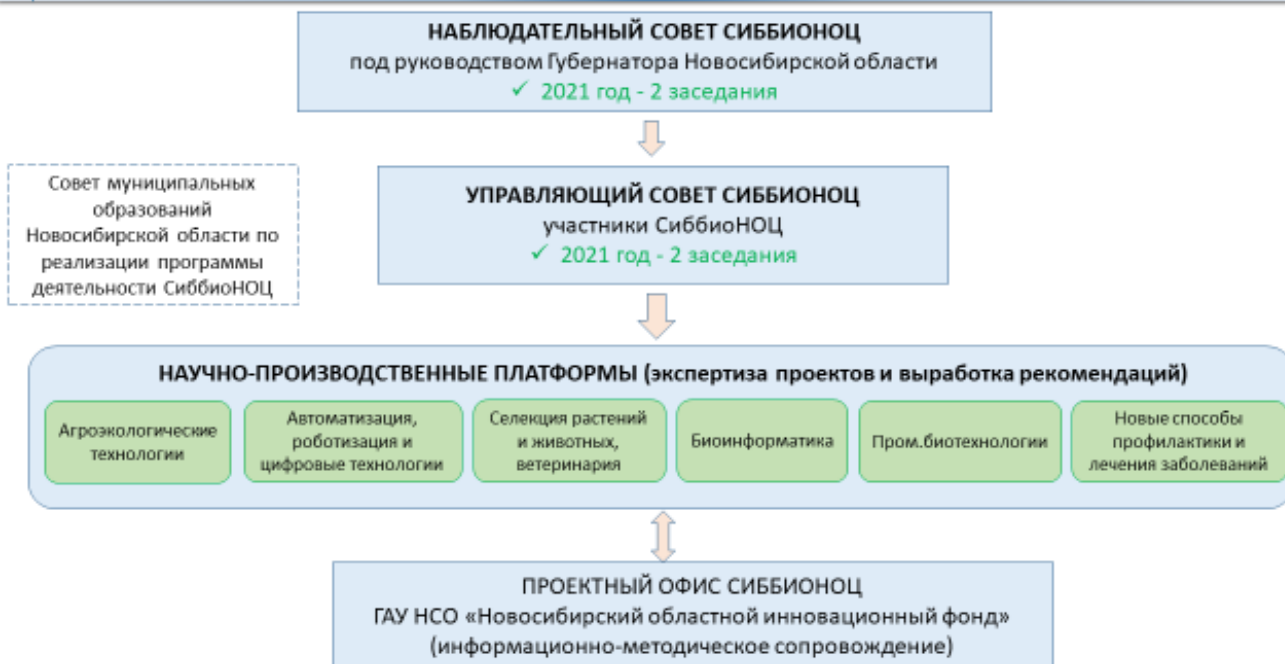 НАБЛЮДАТЕЛЬНЫЙ СОВЕТ СИББИОНОЦ
под руководством Губернатора Новосибирской области
✓ 2021 год - 2 заседания
Совет муниципальных
образований
Новосибирской области по
реализации программы
деятельности СиббиоНОЦ
УПРАВЛЯЮЩИЙ СОВЕТ СИББИОНОЦ
участники СиббиоНОЦ
✓ 2021 год - 2 заседания
НАУЧНО-ПРОИЗВОДСТВЕННЫЕ ПЛАТФОРМЫ (экспертиза проектов и выработка рекомендаций)
Агроэкологические
технологии
Автоматизация,
роботизация и
цифровые технологии
Селекция растений
и животных,
ветеринария
Биоинформатика
Пром.биотехнологии
Новые способы
профилактики и
лечения заболеваний
ПРОЕКТНЫЙ ОФИС СИББИОНОЦ
ГАУ НСО «Новосибирский областной инновационный фонд»
(информационно-методическое сопровождение)